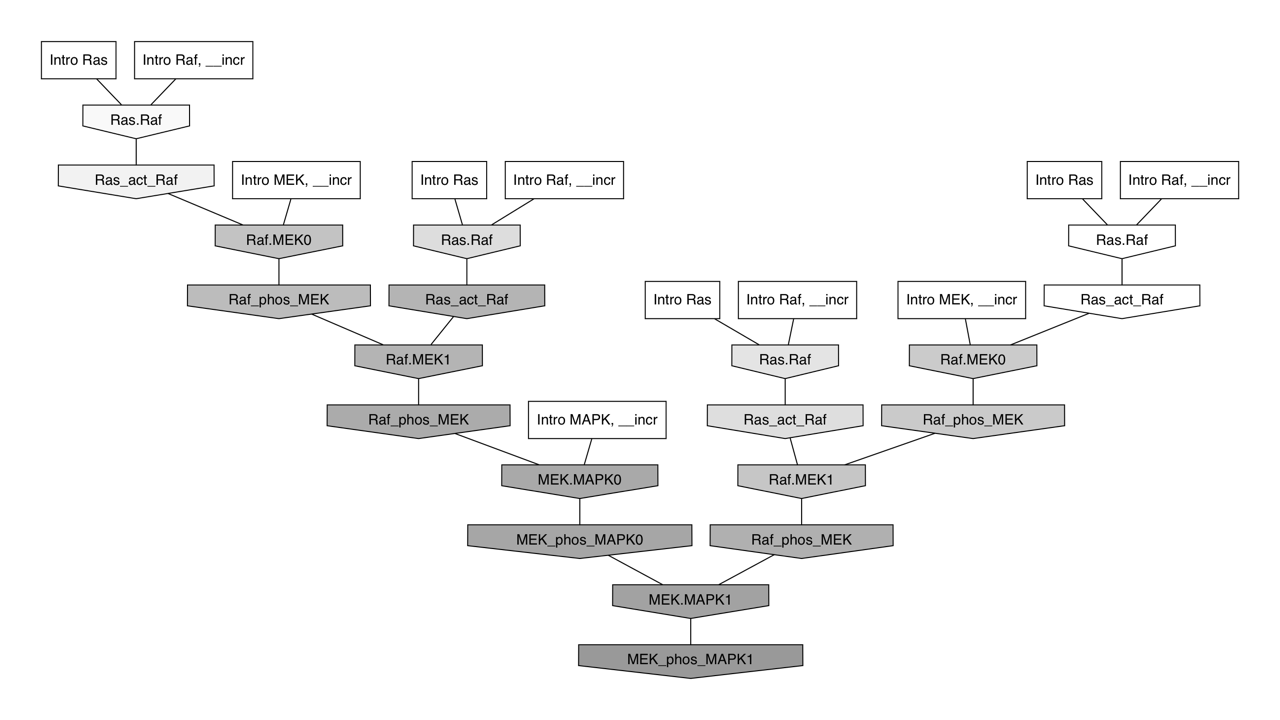 Intro Ras
Intro Raf, __incr
Ras.Raf
Ras_act_Raf
Intro MEK, __incr
Intro Ras
Intro Raf, __incr
Intro Ras
Intro Raf, __incr
Raf.MEK0
Ras.Raf
Ras.Raf
Raf_phos_MEK
Ras_act_Raf
Intro Ras
Intro Raf, __incr
Intro MEK, __incr
Ras_act_Raf
Raf.MEK1
Ras.Raf
Raf.MEK0
Raf_phos_MEK
Intro MAPK, __incr
Ras_act_Raf
Raf_phos_MEK
MEK.MAPK0
Raf.MEK1
MEK_phos_MAPK0
Raf_phos_MEK
MEK.MAPK1
MEK_phos_MAPK1